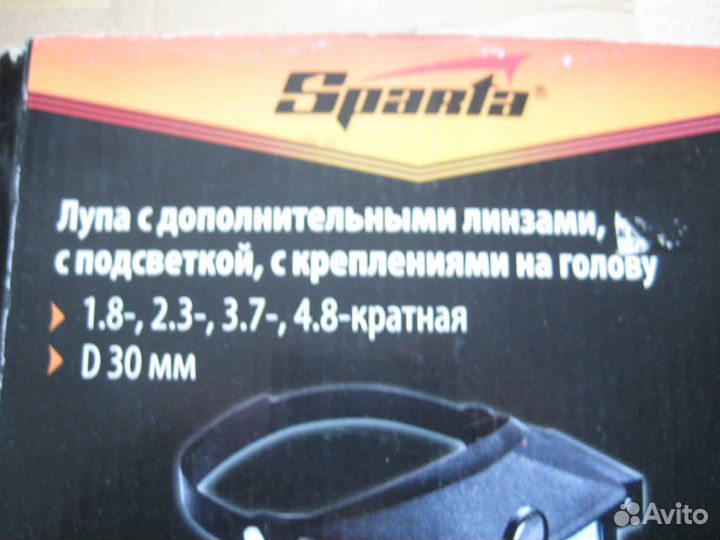 Sparta®
Лупа с дополнительными линзами,
с подсветкой, с креплениями на голову
1.8-, 2.3-, 3.7-, 4.8-кратная
D 30 мм
Avito